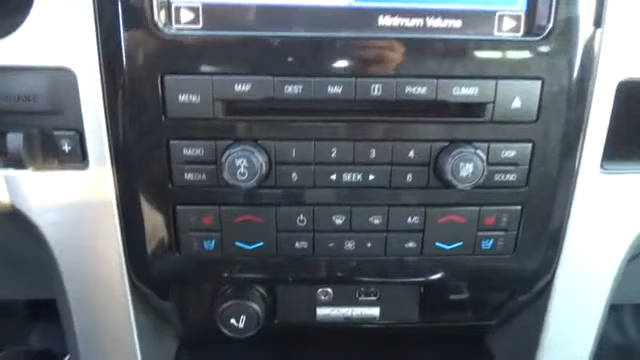 Minimum Volume
MENU MAP DEST NAV i PHONE CLIMATE
RADIO VOL 1 2 3 4 TUNE DISP
MEDIA 5 SEEK 6 SOUND
A/C
AUTO - +